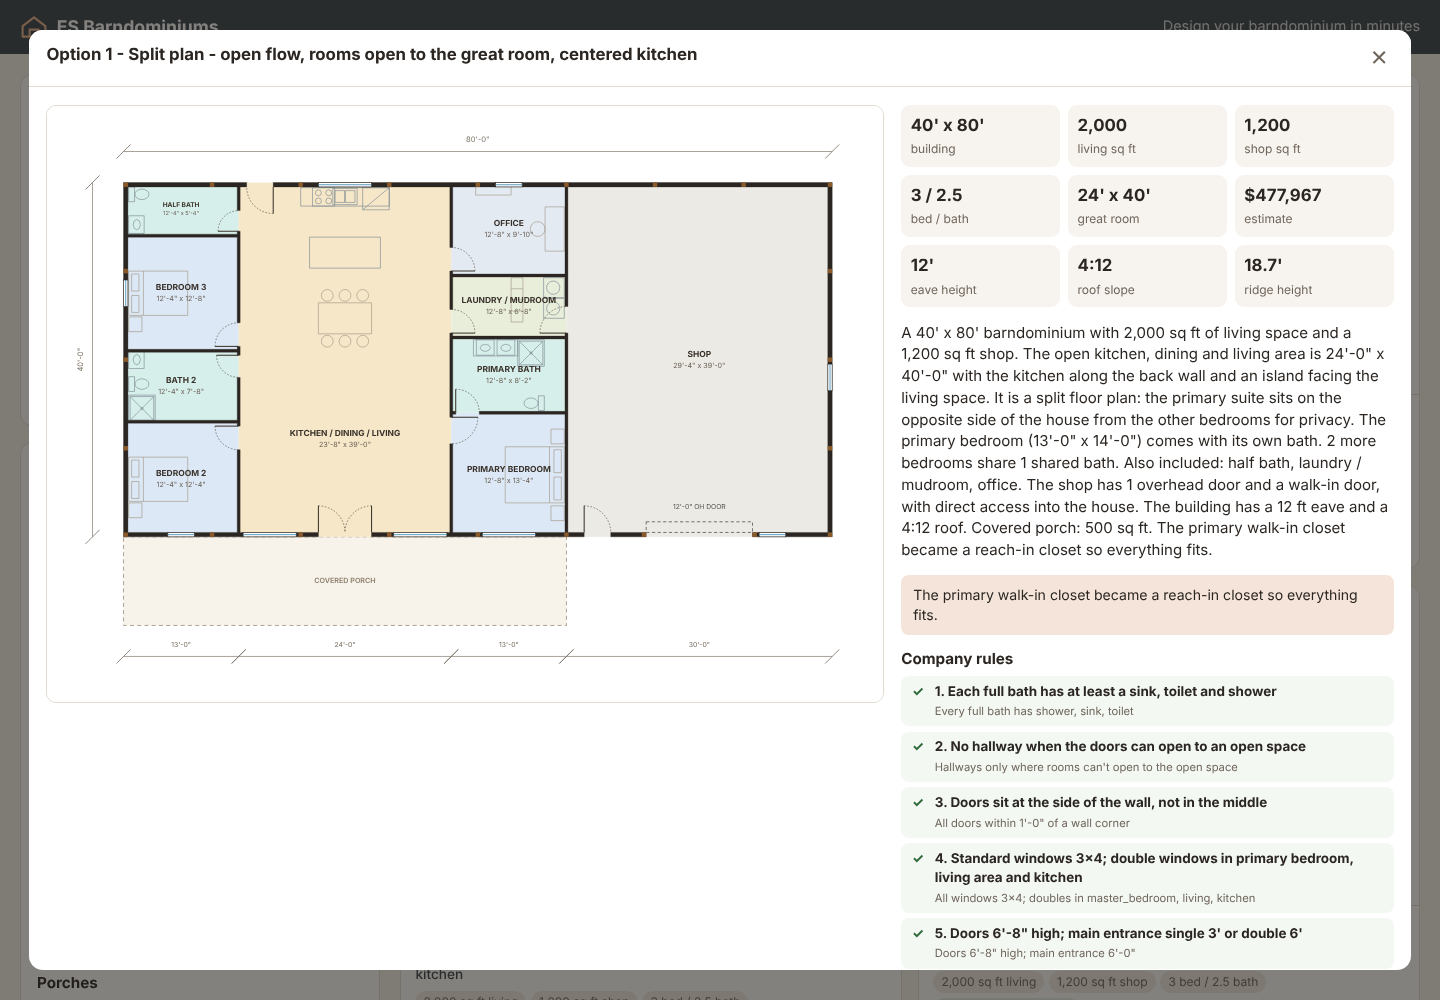 ES Barndominiums
Design your barndominium in minutes
Option 1 - Split plan - open flow, rooms open to the great room, centered kitchen
80'-0"
40'-0"
HALF BATH
12'-4" x 5'-4"
BEDROOM 3
12'-4" x 12'-8"
BATH 2
12'-4" x 7'-8"
BEDROOM 2
12'-4" x 12'-4"
KITCHEN / DINING / LIVING
23'-8" x 39'-0"
OFFICE
12'-8" x 9'-10"
LAUNDRY / MUDROOM
12'-8" x 6'-8"
PRIMARY BATH
12'-8" x 8'-2"
PRIMARY BEDROOM
12'-8" x 13'-4"
SHOP
29'-4" x 39'-0"
12'-0" OH DOOR
COVERED PORCH
13'-0"
24'-0"
13'-0"
30'-0"
40' x 80'
building
2,000
living sq ft
1,200
shop sq ft
3 / 2.5
bed / bath
24' x 40'
great room
$477,967
estimate
12'
eave height
4:12
roof slope
18.7'
ridge height
A 40' x 80' barndominium with 2,000 sq ft of living space and a
1,200 sq ft shop. The open kitchen, dining and living area is 24'-0" x
40'-0" with the kitchen along the back wall and an island facing the
living space. It is a split floor plan: the primary suite sits on the
opposite side of the house from the other bedrooms for privacy. The
primary bedroom (13'-0" x 14'-0") comes with its own bath. 2 more
bedrooms share 1 shared bath. Also included: half bath, laundry /
mudroom, office. The shop has 1 overhead door and a walk-in door,
with direct access into the house. The building has a 12 ft eave and a
4:12 roof. Covered porch: 500 sq ft. The primary walk-in closet
became a reach-in closet so everything fits.
The primary walk-in closet became a reach-in closet so everything
fits.
Company rules
1. Each full bath has at least a sink, toilet and shower
Every full bath has shower, sink, toilet
2. No hallway when the doors can open to an open space
Hallways only where rooms can't open to the open space
3. Doors sit at the side of the wall, not in the middle
All doors within 1'-0" of a wall corner
4. Standard windows 3×4; double windows in primary bedroom,
living area and kitchen
All windows 3×4; doubles in master_bedroom, living, kitchen
5. Doors 6'-8" high; main entrance single 3' or double 6'
Doors 6'-8" high; main entrance 6'-0"
Porches
kitchen
2,000 sq ft living
1,200 sq ft shop
3 bed / 2.5 bath
2,000 sq ft living
1,200 sq ft shop
3 bed / 2.5 bath